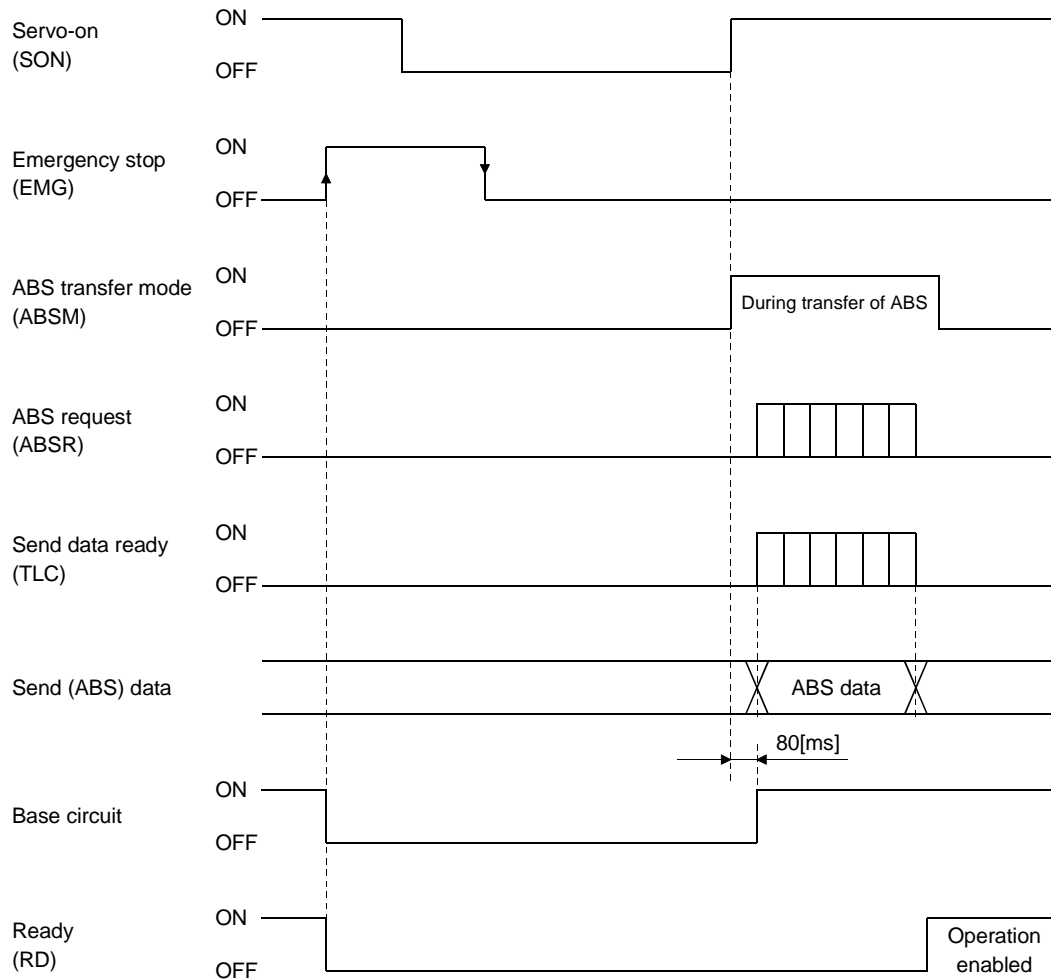 Servo-on
(SON)
ON
OFF
Emergency stop
(EMG)
ON
OFF
ABS transfer mode
(ABSM)
ON
OFF
During transfer of ABS
ABS request
(ABSR)
ON
OFF
Send data ready
(TLC)
ON
OFF
Send (ABS) data
ABS data
80[ms]
Base circuit
ON
OFF
Ready
(RD)
ON
OFF
Operation
enabled